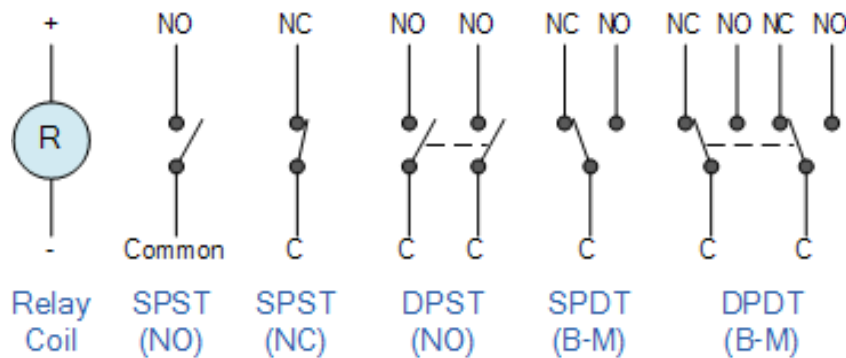 + NO NC NO NO NC NO NC NO NC NO
R
- Common C C C C C C
Relay SPST SPST DPST SPDT DPDT
Coil (NO) (NC) (NO) (B-M) (B-M)